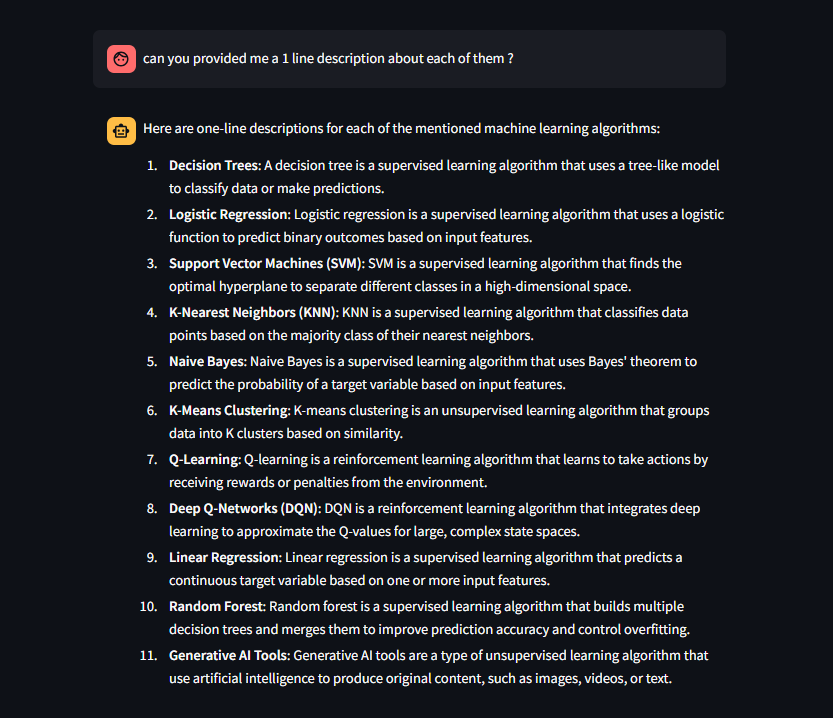 can you provided me a 1 line description about each of them ?
Here are one-line descriptions for each of the mentioned machine learning algorithms:
1. Decision Trees: A decision tree is a supervised learning algorithm that uses a tree-like model
to classify data or make predictions.
2. Logistic Regression: Logistic regression is a supervised learning algorithm that uses a logistic
function to predict binary outcomes based on input features.
3. Support Vector Machines (SVM): SVM is a supervised learning algorithm that finds the
optimal hyperplane to separate different classes in a high-dimensional space.
4. K-Nearest Neighbors (KNN): KNN is a supervised learning algorithm that classifies data
points based on the majority class of their nearest neighbors.
5. Naive Bayes: Naive Bayes is a supervised learning algorithm that uses Bayes' theorem to
predict the probability of a target variable based on input features.
6. K-Means Clustering: K-means clustering is an unsupervised learning algorithm that groups
data into K clusters based on similarity.
7. Q-Learning: Q-learning is a reinforcement learning algorithm that learns to take actions by
receiving rewards or penalties from the environment.
8. Deep Q-Networks (DQN): DQN is a reinforcement learning algorithm that integrates deep
learning to approximate the Q-values for large, complex state spaces.
9. Linear Regression: Linear regression is a supervised learning algorithm that predicts a
continuous target variable based on one or more input features.
10. Random Forest: Random forest is a supervised learning algorithm that builds multiple
decision trees and merges them to improve prediction accuracy and control overfitting.
11. Generative AI Tools: Generative AI tools are a type of unsupervised learning algorithm that
use artificial intelligence to produce original content, such as images, videos, or text.